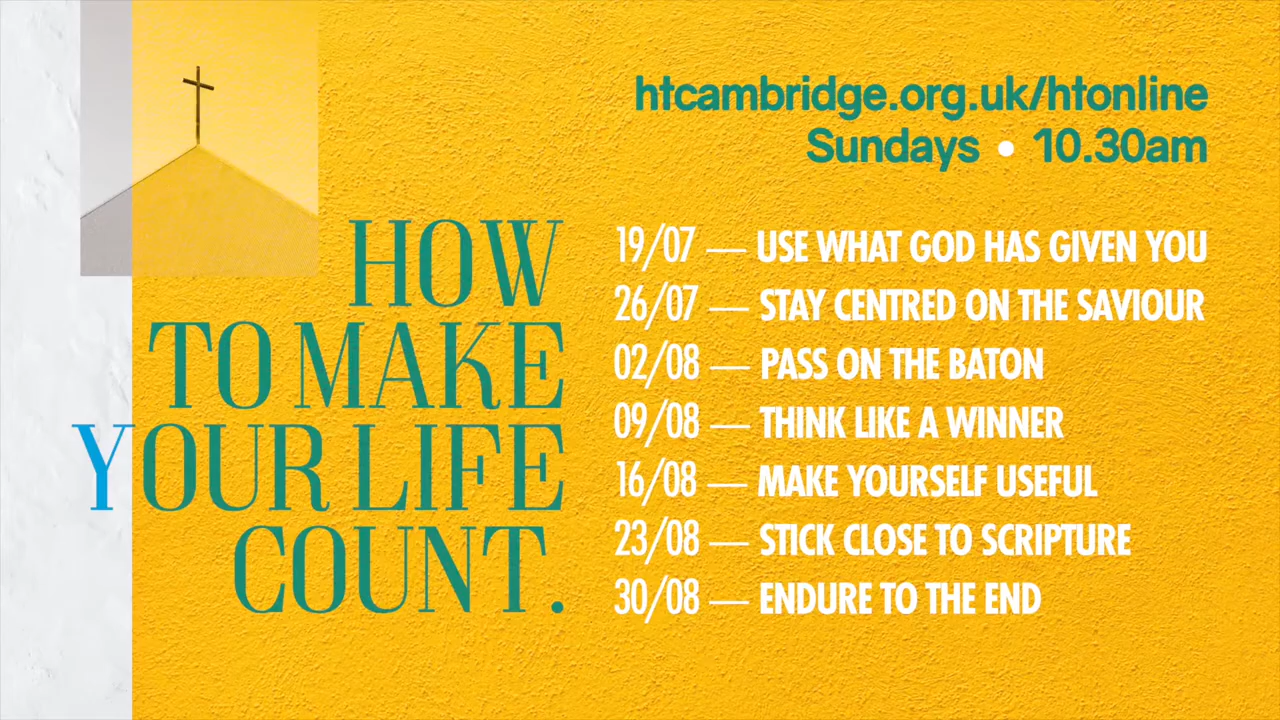 htcambridge.org.uk/htonline
Sundays • 10.30am
HOW
TO MAKE
YOUR LIFE
COUNT.
19/07 — USE WHAT GOD HAS GIVEN YOU
26/07 — STAY CENTRED ON THE SAVIOUR
02/08 — PASS ON THE BATON
09/08 — THINK LIKE A WINNER
16/08 — MAKE YOURSELF USEFUL
23/08 — STICK CLOSE TO SCRIPTURE
30/08 — ENDURE TO THE END